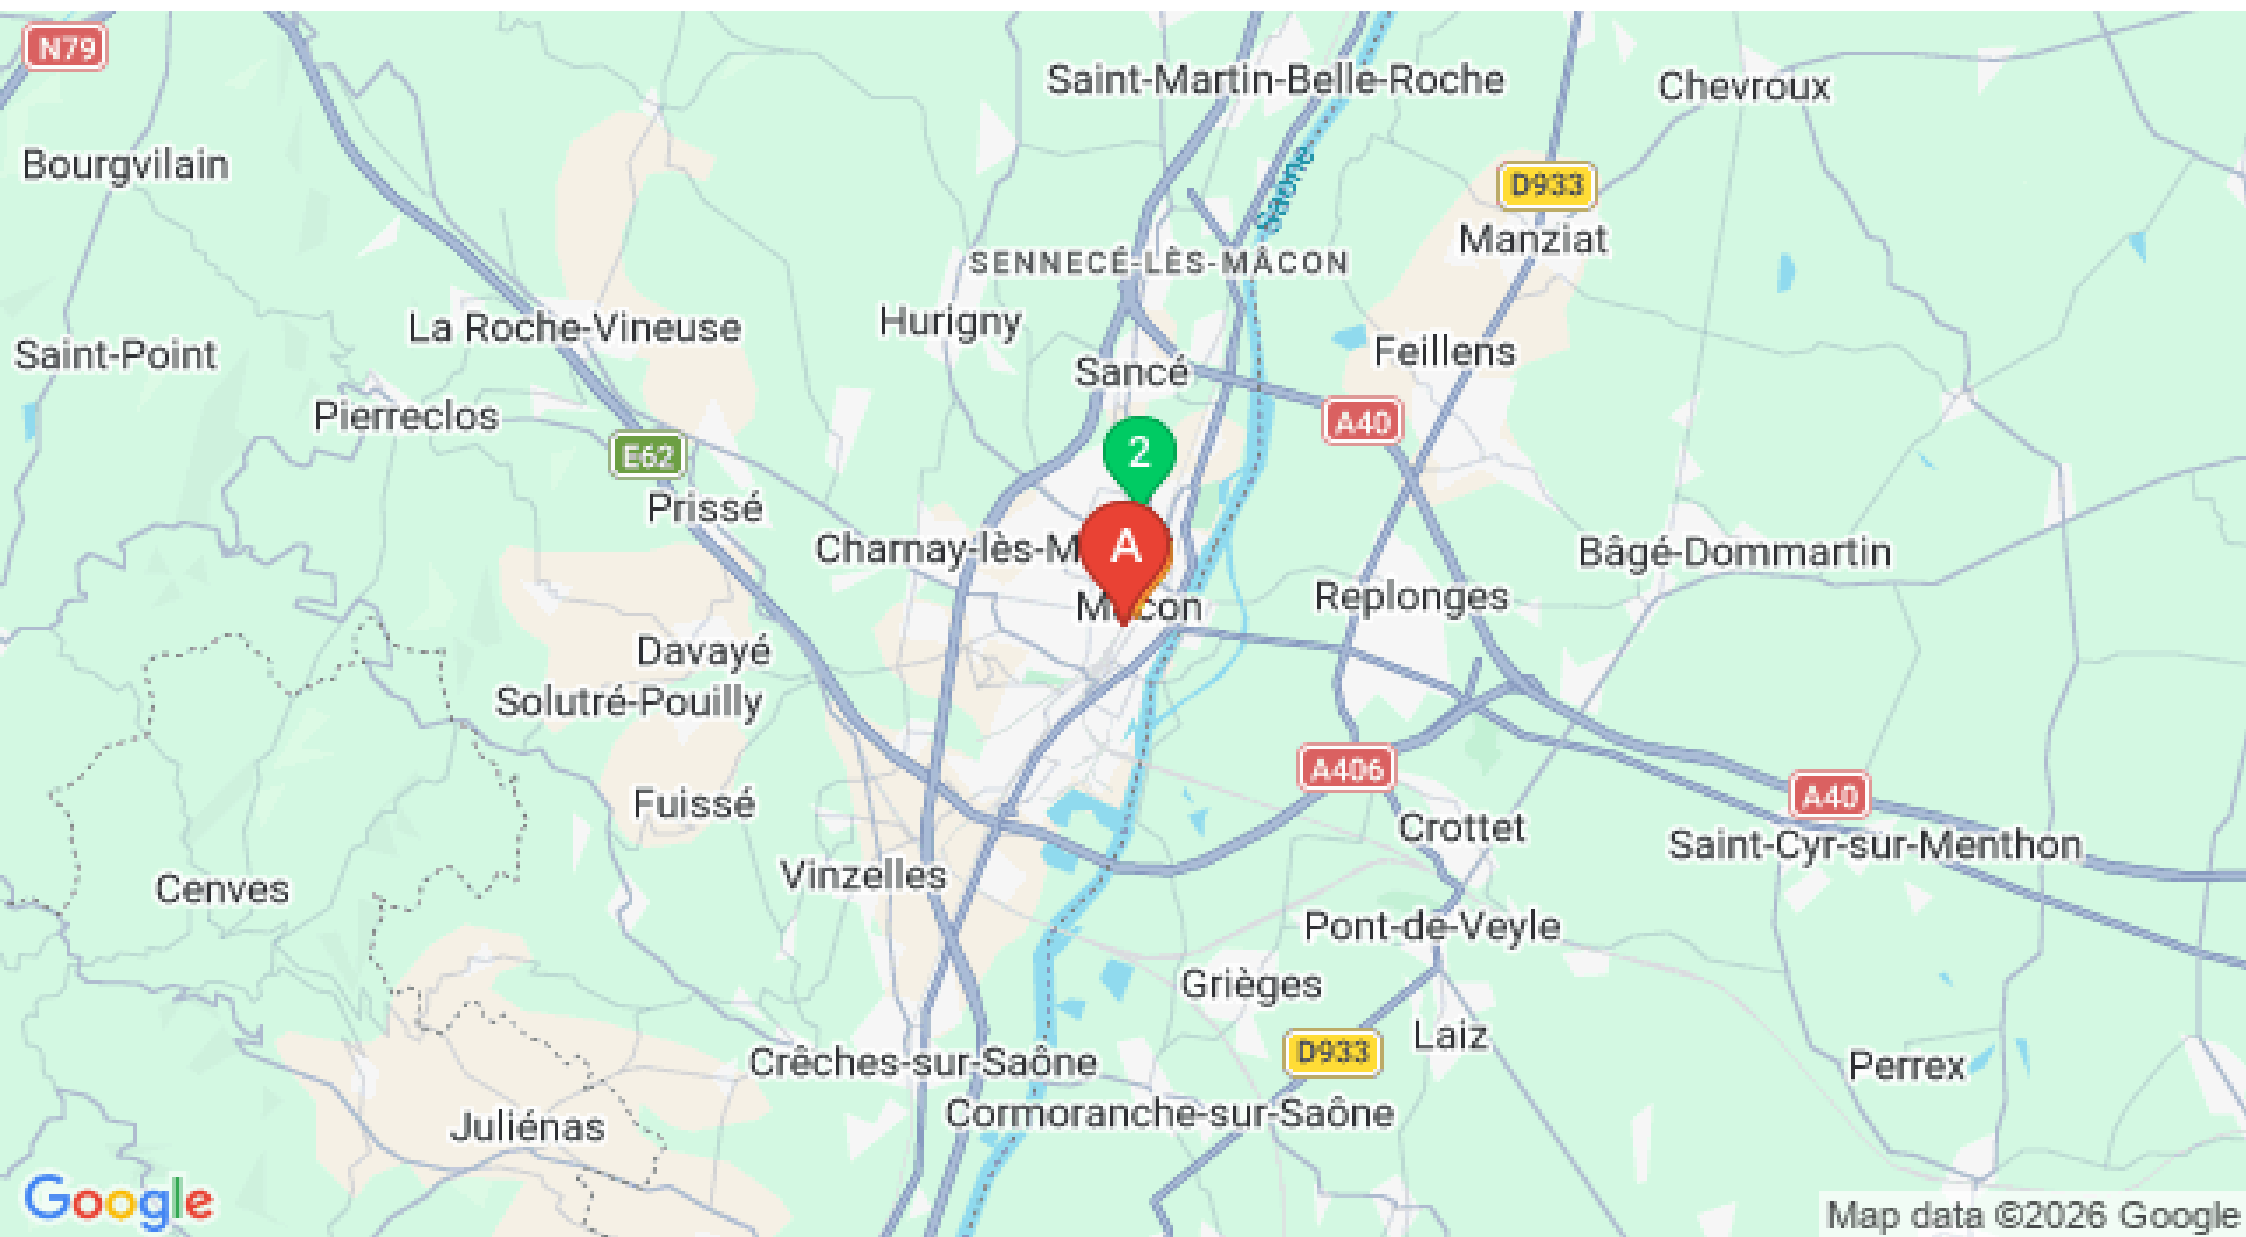 N79
Saint-Martin-Belle-Roche
Chevroux
Bourgvilain
D933
Saône
Manziat
SENNECÉ-LÈS-MÂCON
La Roche-Vineuse
Hurigny
Saint-Point
Feillens
Sancé
Pierreclos
A40
E62
2
Prissé
Charnay-lès-M
A
Bâgé-Dommartin
Replonges
M con
Davayé
Solutré-Pouilly
A406
A40
Fuissé
Crottet
Saint-Cyr-sur-Menthon
Vinzelles
Cenves
Pont-de-Veyle
Grièges
Laiz
D933
Crêches-sur-Saône
Perrex
Cormoranche-sur-Saône
Juliénas
Google
Map data ©2026 Google